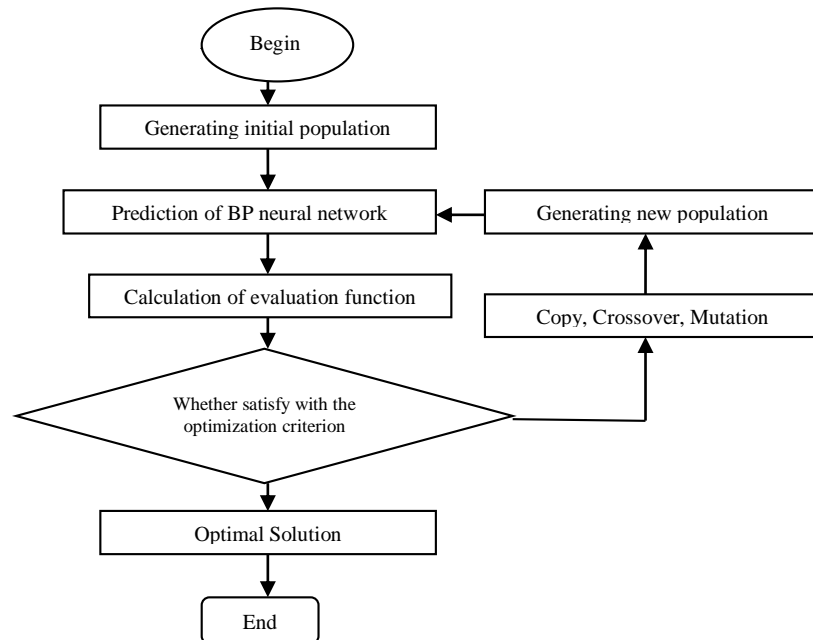 Begin
Generating initial population
Prediction of BP neural network
Generating new population
Calculation of evaluation function
Copy, Crossover, Mutation
Whether satisfy with the
optimization criterion
Optimal Solution
End